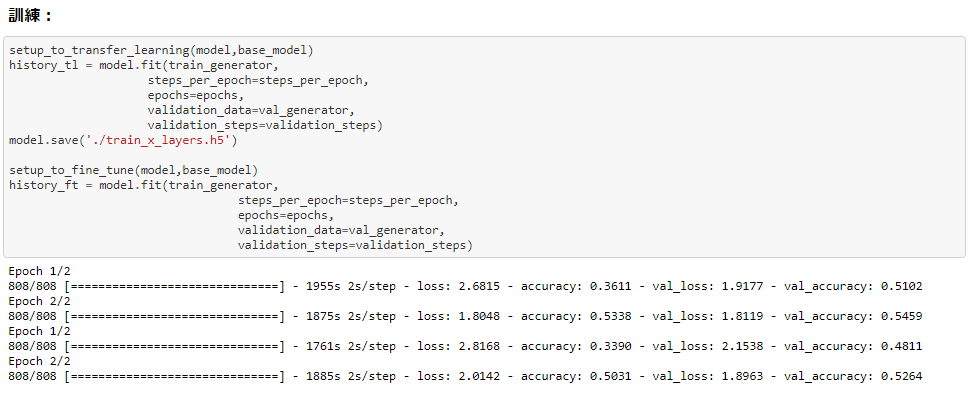 訓練：
setup_to_transfer_learning(model,base_model)
history_tl = model.fit(train_generator,
steps_per_epoch=steps_per_epoch,
epochs=epochs,
validation_data=val_generator,
validation_steps=validation_steps)
model.save('./train_x_layers.h5')
setup_to_fine_tune(model,base_model)
history_ft = model.fit(train_generator,
steps_per_epoch=steps_per_epoch,
epochs=epochs,
validation_data=val_generator,
validation_steps=validation_steps)
Epoch 1/2
808/808 [==============================] - 1955s 2s/step - loss: 2.6815 - accuracy: 0.3611 - val_loss: 1.9177 - val_accuracy: 0.5102
Epoch 2/2
808/808 [==============================] - 1875s 2s/step - loss: 1.8048 - accuracy: 0.5338 - val_loss: 1.8119 - val_accuracy: 0.5459
Epoch 1/2
808/808 [==============================] - 1761s 2s/step - loss: 2.8168 - accuracy: 0.3390 - val_loss: 2.1538 - val_accuracy: 0.4811
Epoch 2/2
808/808 [==============================] - 1885s 2s/step - loss: 2.0142 - accuracy: 0.5031 - val_loss: 1.8963 - val_accuracy: 0.5264